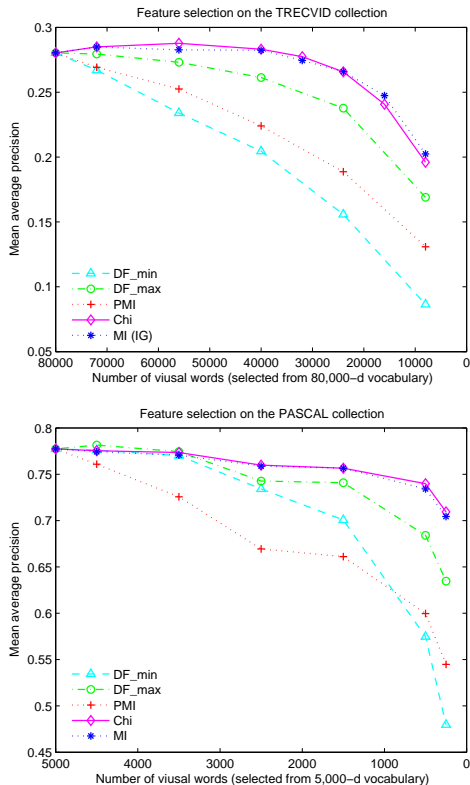 Feature selection on the TRECVID collection
0.3
0.25
0.2
0.15
0.1
0.05
Mean average precision
DF_min
DF_max
PMI
Chi
MI (IG)
80000 70000 60000 50000 40000 30000 20000 10000 0
Number of viusal words (selected from 80,000−d vocabulary)
Feature selection on the PASCAL collection
0.8
0.75
0.7
0.65
0.6
0.55
0.5
0.45
Mean average precision
DF_min
DF_max
PMI
Chi
MI
5000 4000 3000 2000 1000 0
Number of viusal words (selected from 5,000−d vocabulary)